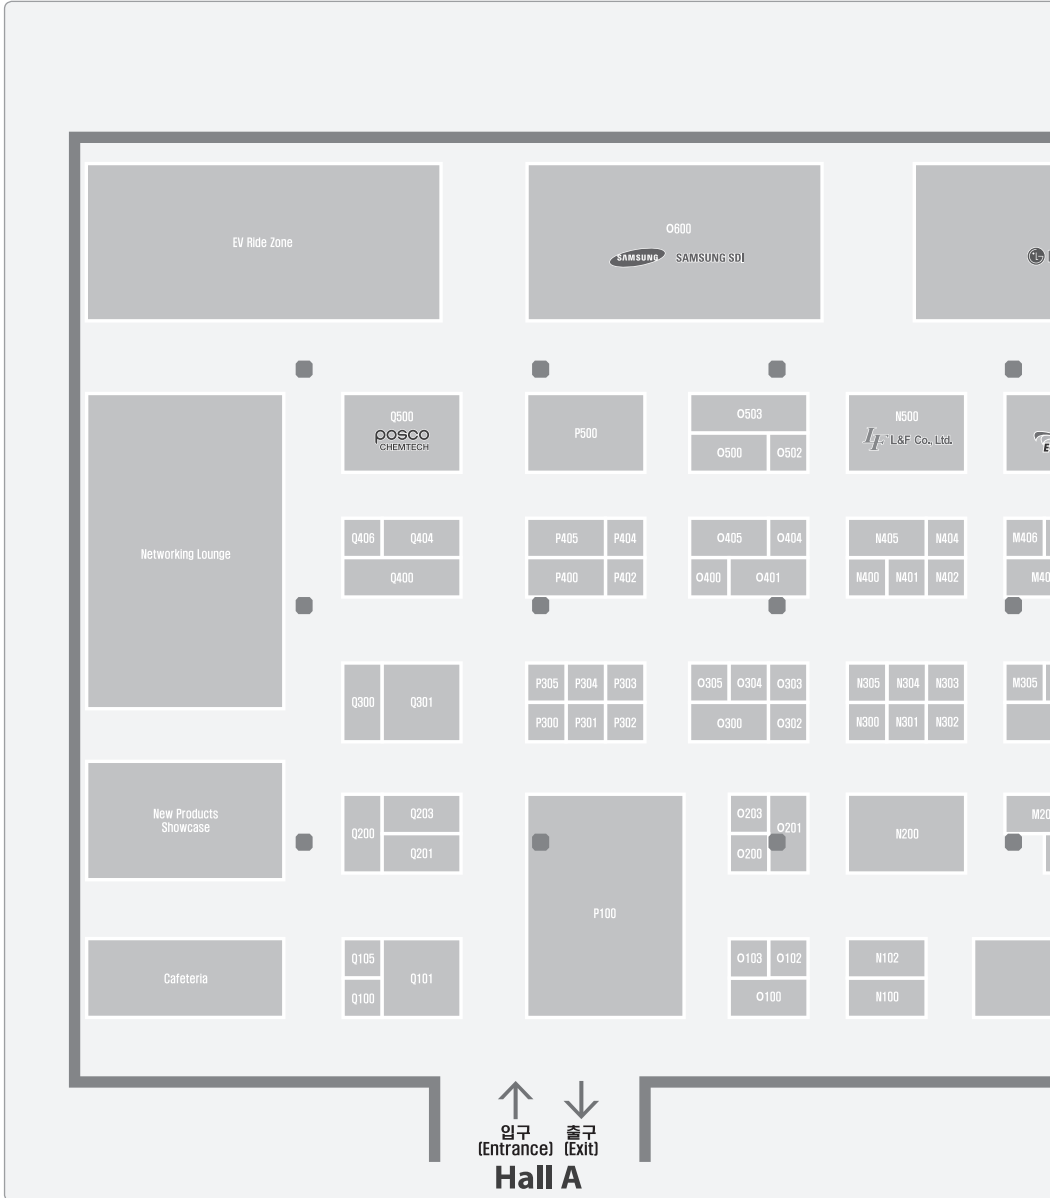 EV Ride Zone
O600
SAMSUNG SAMSUNG SDI
Q500
posco
CHEMTECH
P500
O503
O500 O502
N500
L&F Co., Ltd.
Networking Lounge
Q406 Q404
Q400
P405 P404
P400 P402
O405 O404
O400 O401
N405 N404
N400 N401 N402
M406
M40
Q300 Q301
P305 P304 P303
P300 P301 P302
O305 O304 O303
O300 O302
N305 N304 N303
N300 N301 N302
M305
New Products
Showcase
Q200 Q203
Q201
P100
O203 O201
O200
N200
M20
Cafeteria
Q105 Q101
Q100
O103 O102
O100
N102
N100
입구 출구
(Entrance) (Exit)
Hall A